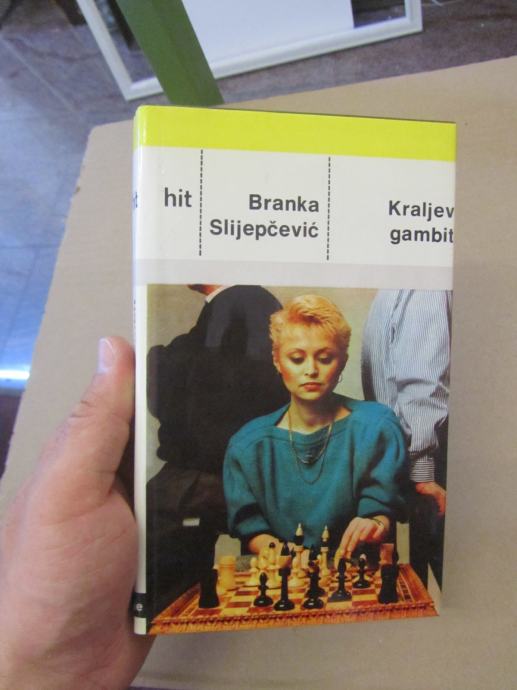 hit
Branka
Slijepčević
Kraljev
gambit